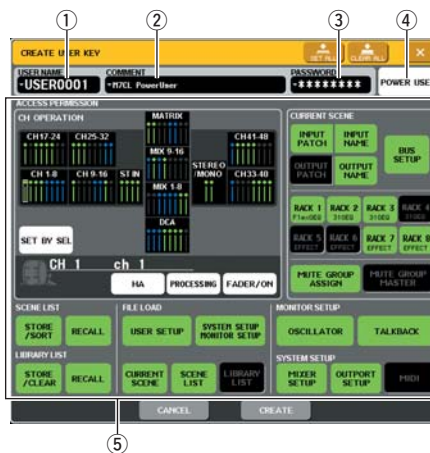 ① ② ③ ④
CREATE USER KEY SET ALL CLEAR ALL ×
USER NAME COMMENT PASSWORD
-USER0001 -M7CL PowerUser -******** POWER USE
ACCESS PERMISSION
CH OPERATION
MATRIX
CH17-24 CH25-32 CH41-48
MIX 9-16
CH 1-8 CH 9-16 ST IN STEREO /MONO CH33-40
MIX 1-8
DCA
SET BY SEL
CH 1 ch 1
HA PROCESSING FADER/ON
CURRENT SCENE
INPUT PATCH INPUT NAME BUS SETUP
OUTPUT PATCH OUTPUT NAME
RACK 1 RACK 2 RACK 3 RACK 4
FlexGEQ 31GEQ 31GEQ 31GEQ
RACK 5 RACK 6 RACK 7 RACK 8
EFFECT EFFECT EFFECT EFFECT
MUTE GROUP ASSIGN MUTE GROUP MASTER
SCENE LIST FILE LOAD MONITOR SETUP
STORE /SORT RECALL USER SETUP SYSTEM SETUP MONITOR SETUP OSCILLATOR TALKBACK
LIBRARY LIST SYSTEM SETUP
STORE /CLEAR RECALL CURRENT SCENE SCENE LIST LIBRARY LIST MIXER SETUP OUTPORT SETUP MIDI
CANCEL CREATE
⑤